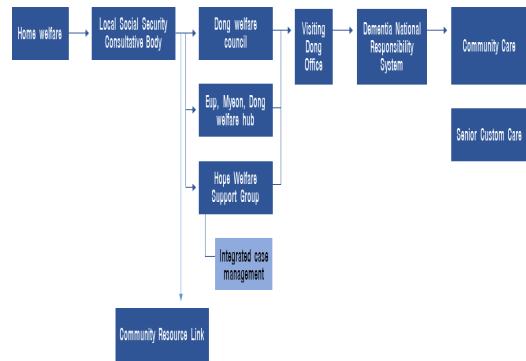 Home welfare
Local Social Security
Consultative Body
Dong welfare
council
Visiting
Dong
Office
Dementia National
Responsibility
System
Community Care
Eup, Myeon, Dong
welfare hub
Senior Custom Care
Hope Welfare
Support Group
Integrated case
management
Community Resource Link